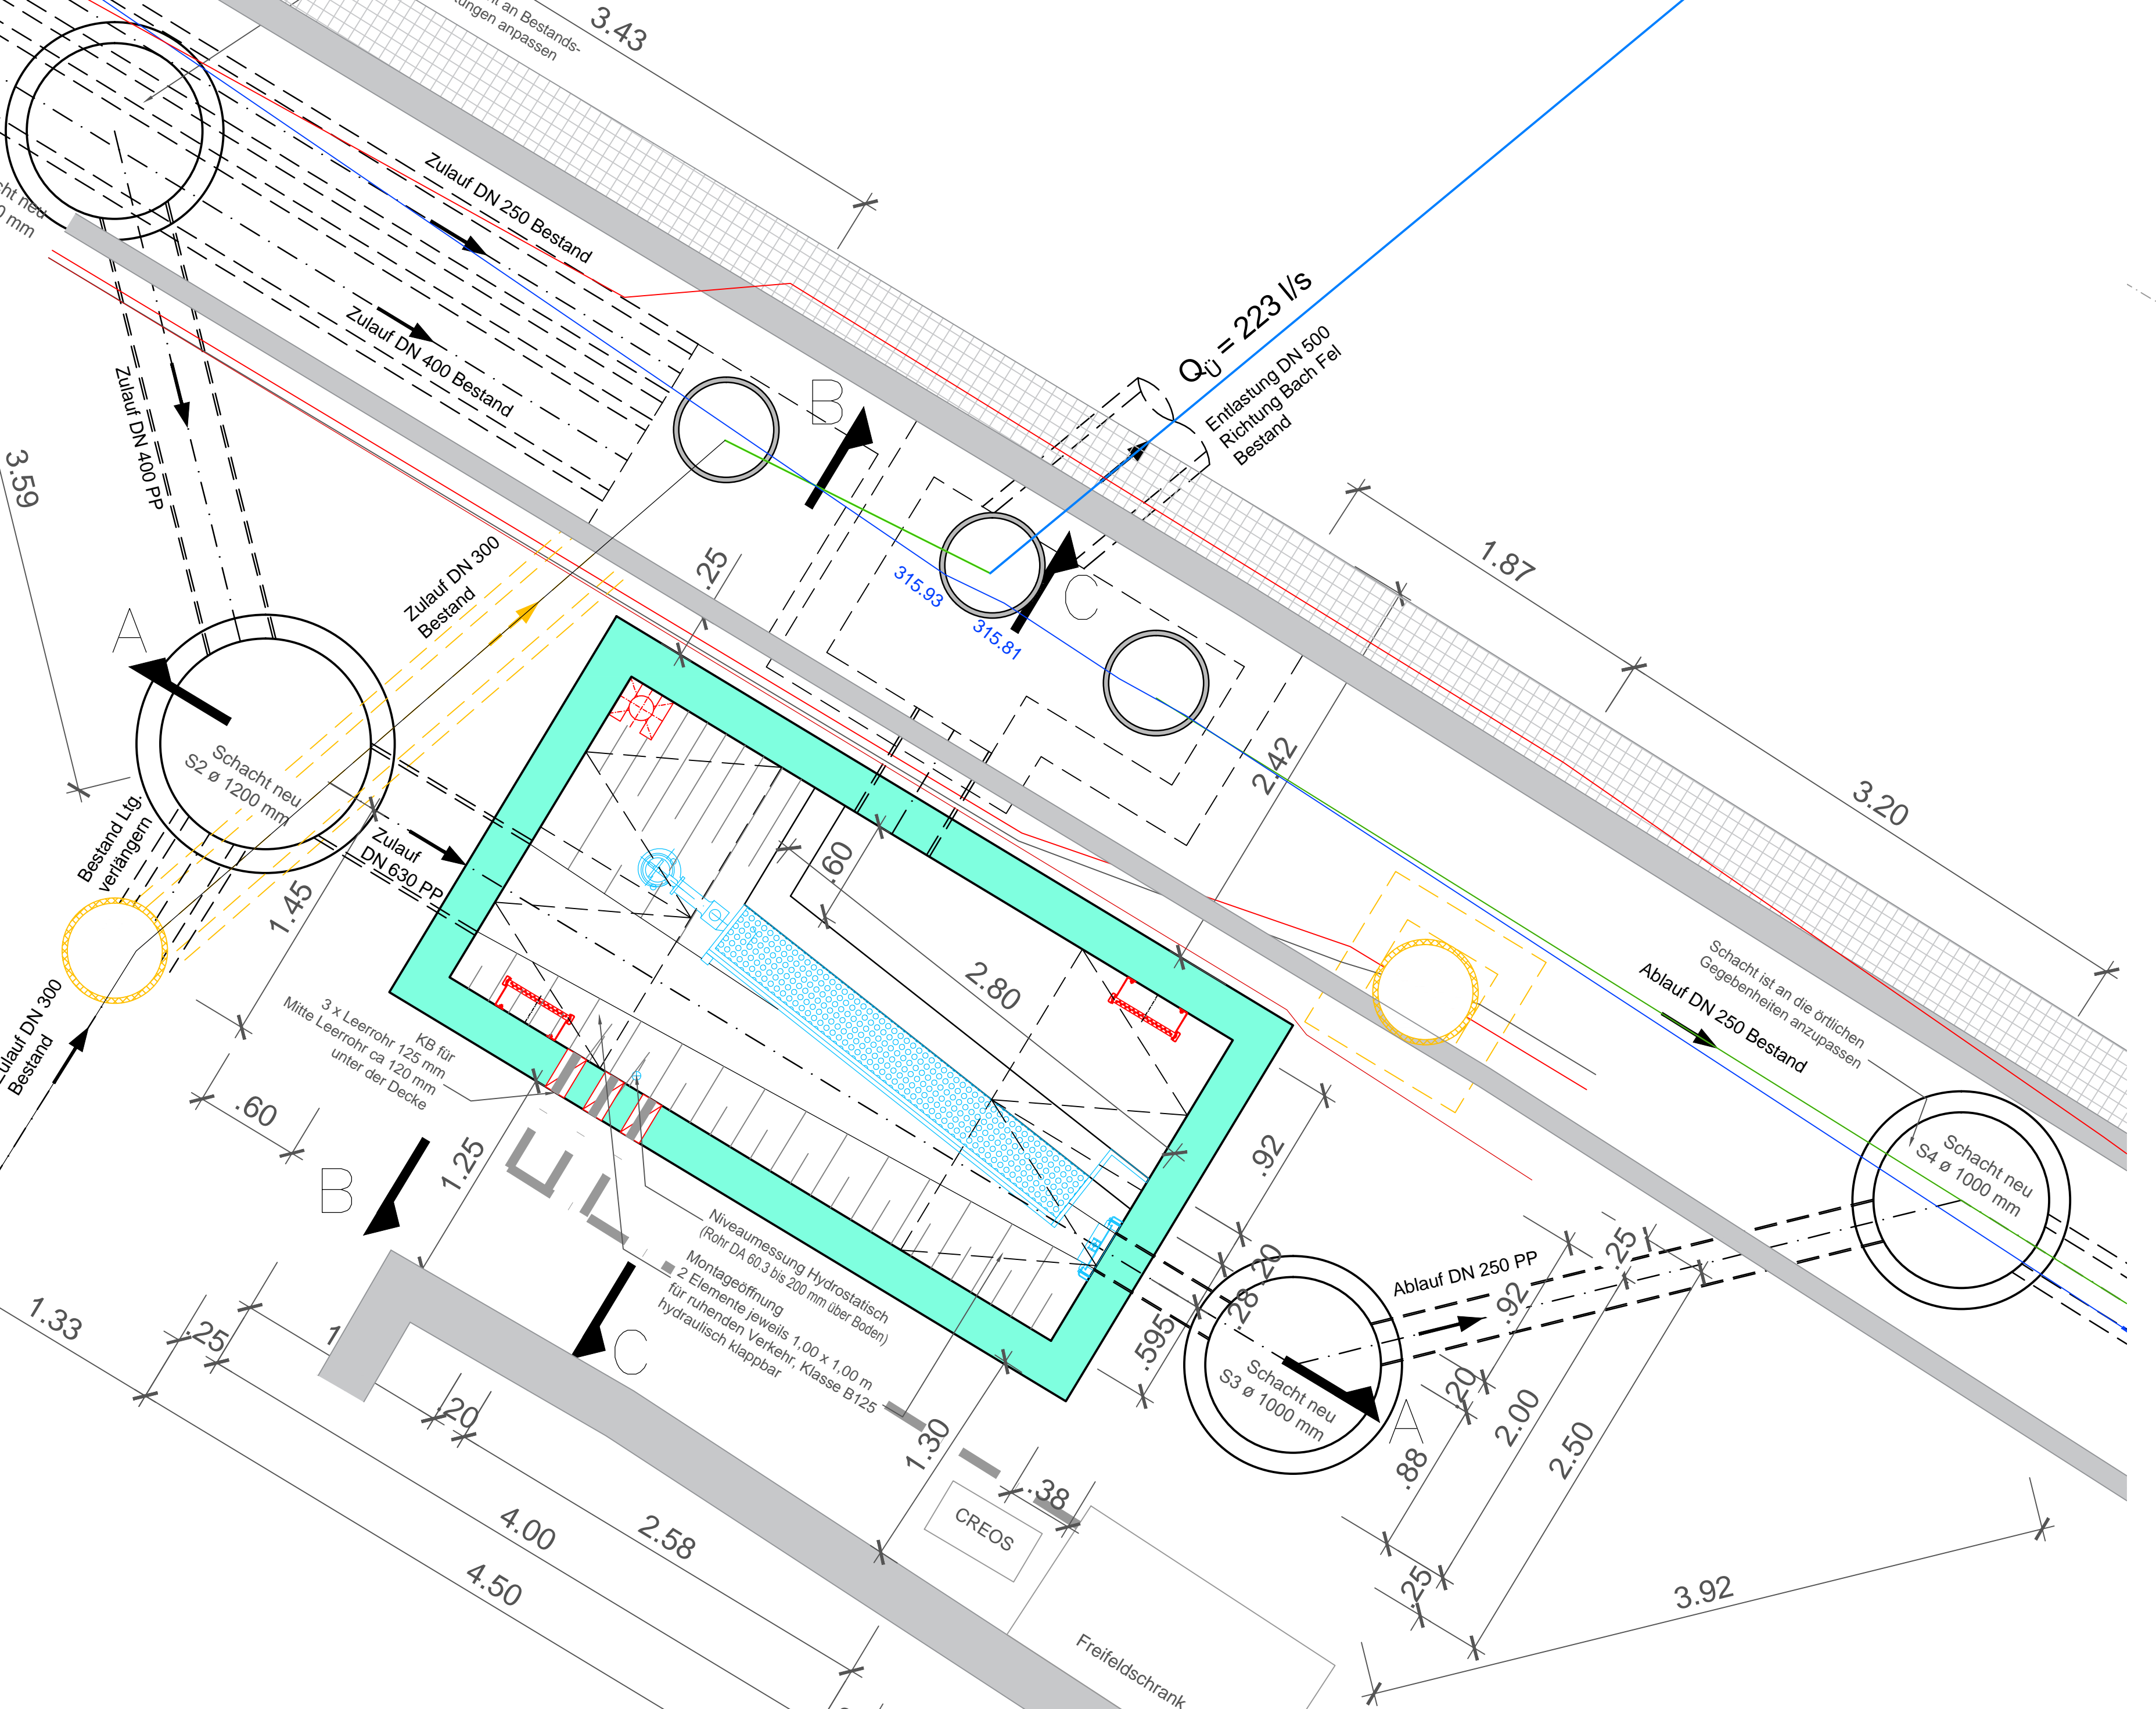 3.43
t an Bestands-
tungen anpassen
Zulauf DN 250 Bestand
cht neu
0 mm
Zulauf DN 400 Bestand
Zulauf DN 400 PP
3.59
Q_Ü = 223 l/s
Entlastung DN 500
Richtung Bach Fel
Bestand
B
C
315.93
315.81
1.87
3.20
2.42
.25
Zulauf DN 300
Bestand
A
Schacht neu
S2 ø 1200 mm
Bestand Ltg.
verlängern
Zulauf
DN 630 PP
1.45
.60
2.80
Zulauf DN 300
Bestand
KB für
3 x Leerrohr 125 mm
Mitte Leerrohr ca 120 mm
unter der Decke
.60
1.25
B
C
Niveaumessung Hydrostatisch
(Rohr DA 60.3 bis 200 mm über Boden)
Montageöffnung
2 Elemente jeweils 1,00 x 1,00 m
für ruhenden Verkehr, Klasse B125
hydraulisch klappbar
Schacht ist an die örtlichen
Gegebenheiten anzupassen
Ablauf DN 250 Bestand
Schacht neu
S4 ø 1000 mm
Ablauf DN 250 PP
Schacht neu
S3 ø 1000 mm
A
.92
.20
.28
.595
.25
.92
.20
.88
2.00
2.50
.25
3.92
1.33
.25
.20
1.30
.38
4.00
2.58
4.50
CREOS
Freifeldschrank